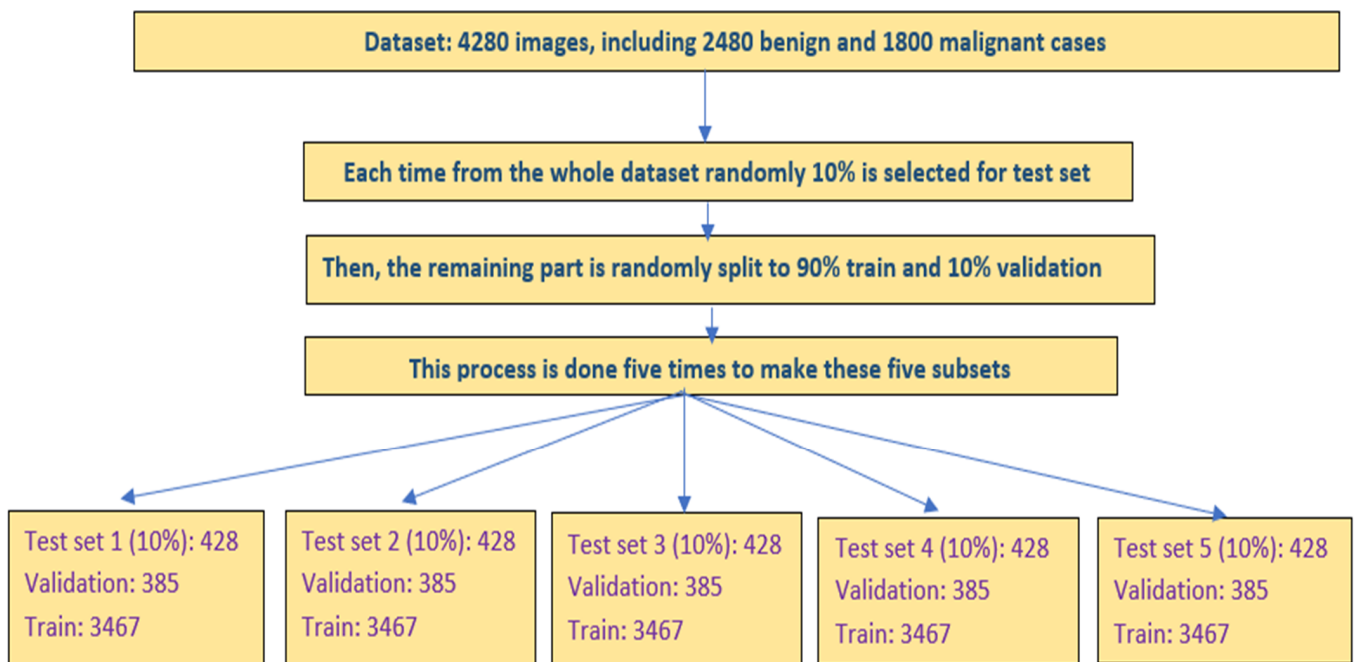 Dataset: 4280 images, including 2480 benign and 1800 malignant cases
Each time from the whole dataset randomly 10% is selected for test set
Then, the remaining part is randomly split to 90% train and 10% validation
This process is done five times to make these five subsets
Test set 1 (10%): 428
Validation: 385
Train: 3467
Test set 2 (10%): 428
Validation: 385
Train: 3467
Test set 3 (10%): 428
Validation: 385
Train: 3467
Test set 4 (10%): 428
Validation: 385
Train: 3467
Test set 5 (10%): 428
Validation: 385
Train: 3467